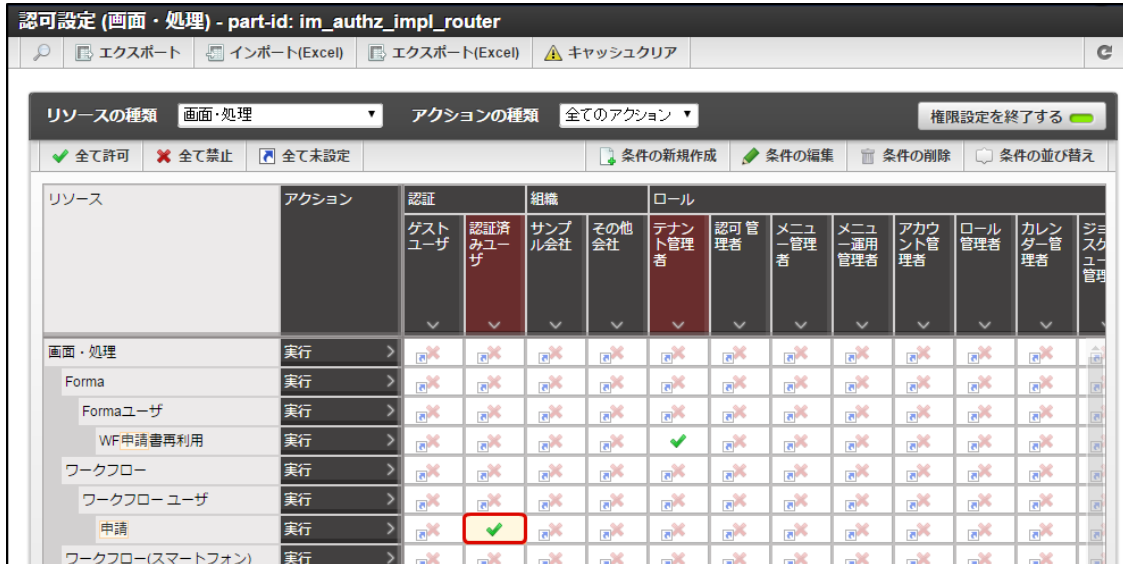 認可設定 (画面・処理) - part-id: im_authz_impl_router
エクスポート インポート(Excel) エクスポート(Excel) キャッシュクリア
リソースの種類 画面・処理 アクションの種類 全てのアクション 権限設定を終了する
全て許可 全て禁止 全て未設定 条件の新規作成 条件の編集 条件の削除 条件の並び替え
リソース アクション 認証 組織 ロール
ゲスト
ユーザ
認証済
みユー
ザ
サンプ
ル会社
その他
会社
テナン
ト管理
者
認可 管
理者
メニュ
ー管理
者
メニュ
ー運用
管理者
アカウ
ント管
理者
ロール
管理者
カレン
ダー管
理者
ジョ
スケ
ュー
管理
画面・処理 実行
Forma 実行
Formaユーザ 実行
WF申請書再利用 実行
ワークフロー 実行
ワークフロー ユーザ 実行
申請 実行
ワークフロー(スマートフォン) 実行